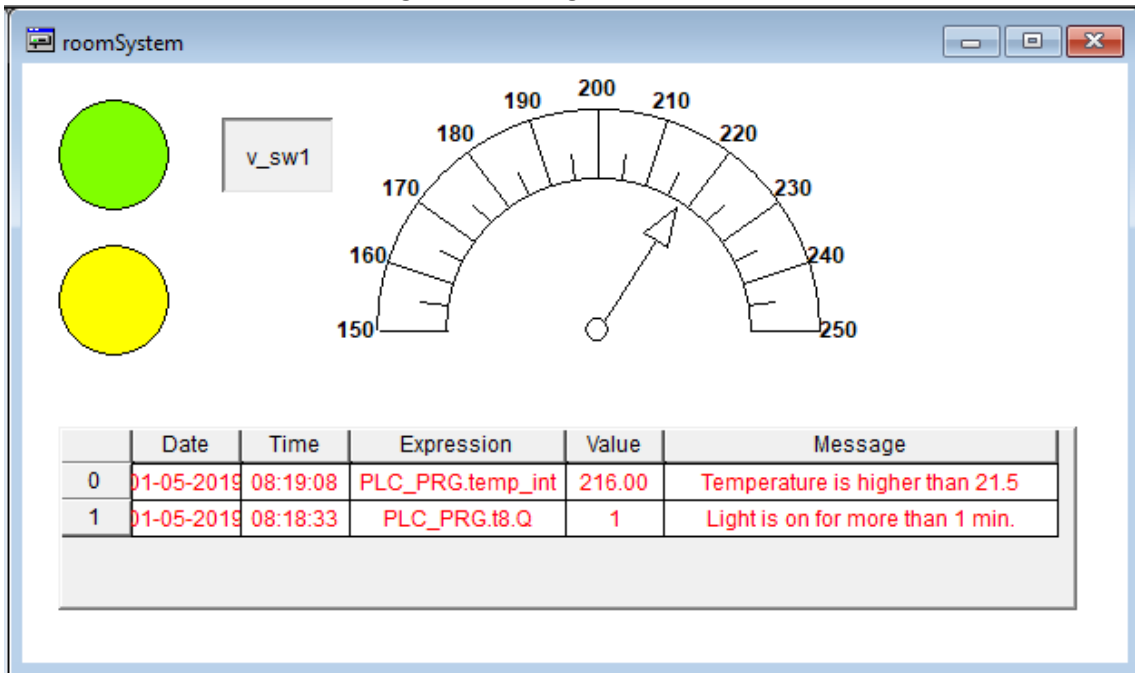 roomSystem
200
190 210
180 220
v_sw1
170 230
160 240
150 250
Date Time Expression Value Message
0 01-05-2019 08:19:08 PLC_PRG.temp_int 216.00 Temperature is higher than 21.5
1 01-05-2019 08:18:33 PLC_PRG.t8.Q 1 Light is on for more than 1 min.